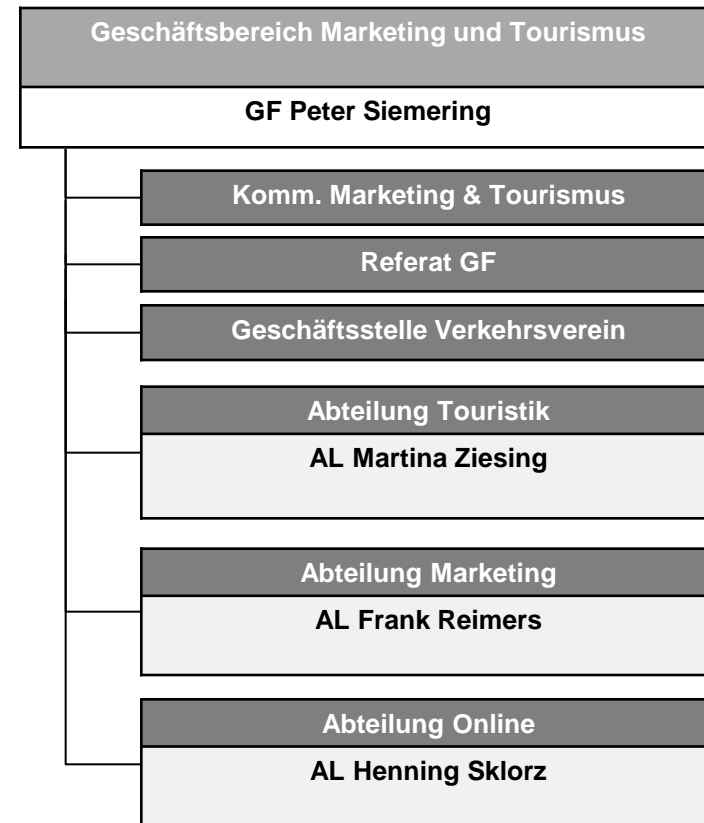 Geschäftsbereich Marketing und Tourismus
GF Peter Siemering
Komm. Marketing & Tourismus
Referat GF
Geschäftsstelle Verkehrsverein
Abteilung Touristik
AL Martina Ziesing
Abteilung Marketing
AL Frank Reimers
Abteilung Online
AL Henning Sklorz